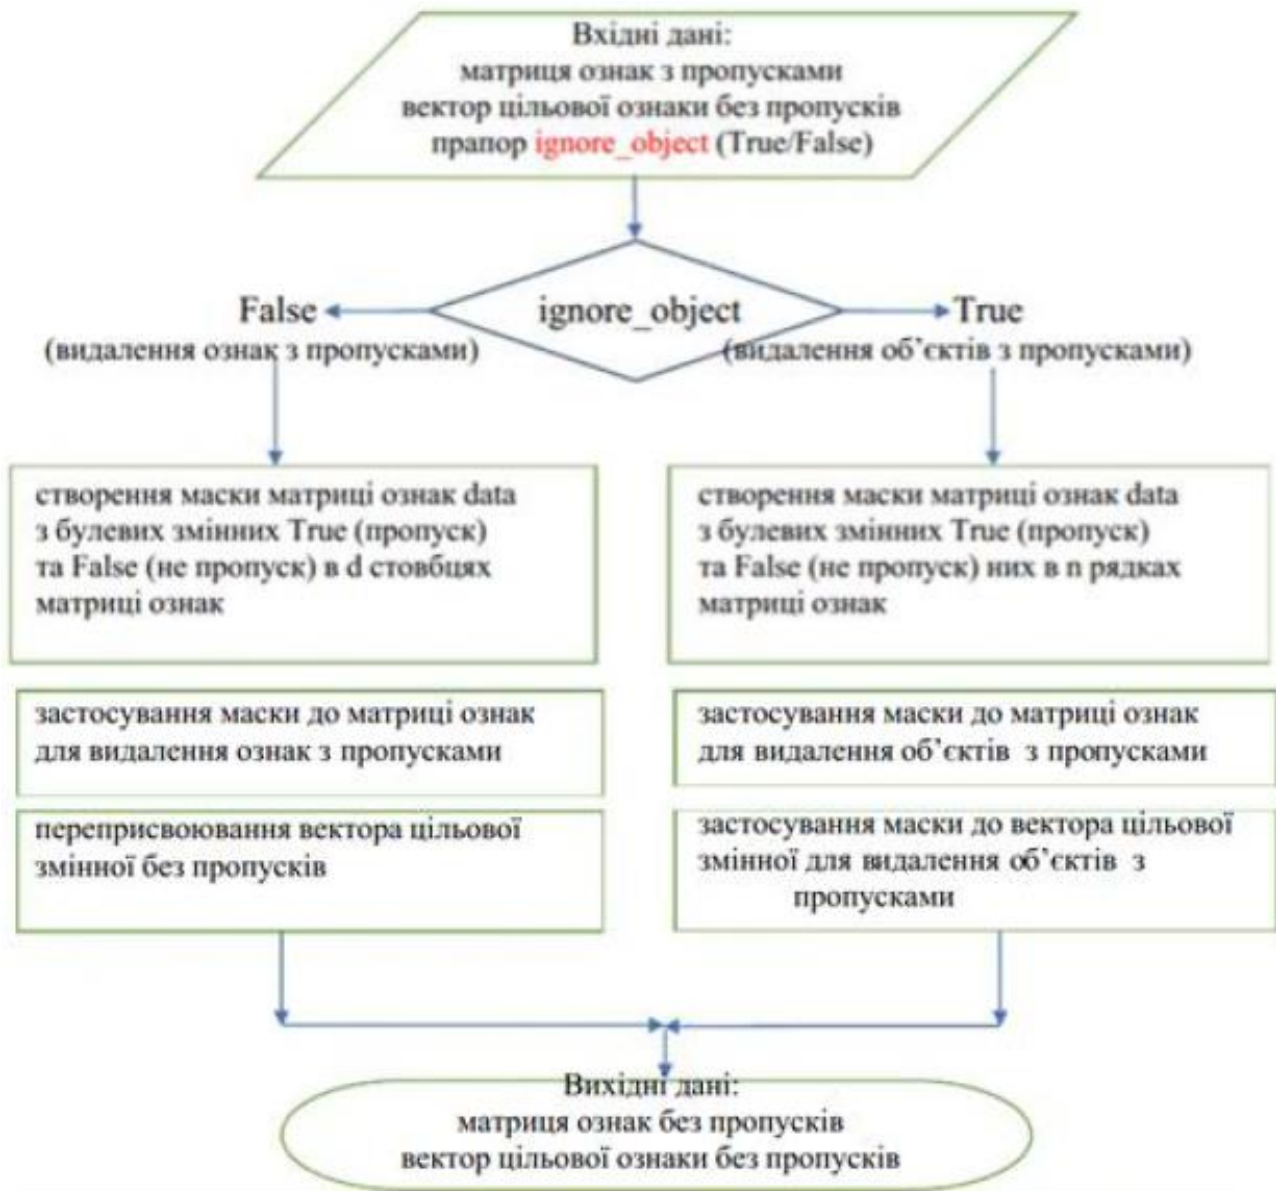 Вхідні дані:
матриця ознак з пропусками
вектор цільової ознаки без пропусків
прапор ignore_object (True/False)
False
ignore_object
True
(видалення ознак з пропусками)
(видалення об’єктів з пропусками)
створення маски матриці ознак data
з булевих змінних True (пропуск)
та False (не пропуск) в d стовбцях
матриці ознак
створення маски матриці ознак data
з булевих змінних True (пропуск)
та False (не пропуск) них в n рядках
матриці ознак
застосування маски до матриці ознак
для видалення ознак з пропусками
застосування маски до матриці ознак
для видалення об’єктів з пропусками
переприсвоювання вектора цільової
змінної без пропусків
застосування маски до вектора цільової
змінної для видалення об’єктів з
пропусками
Вихідні дані:
матриця ознак без пропусків
вектор цільової ознаки без пропусків